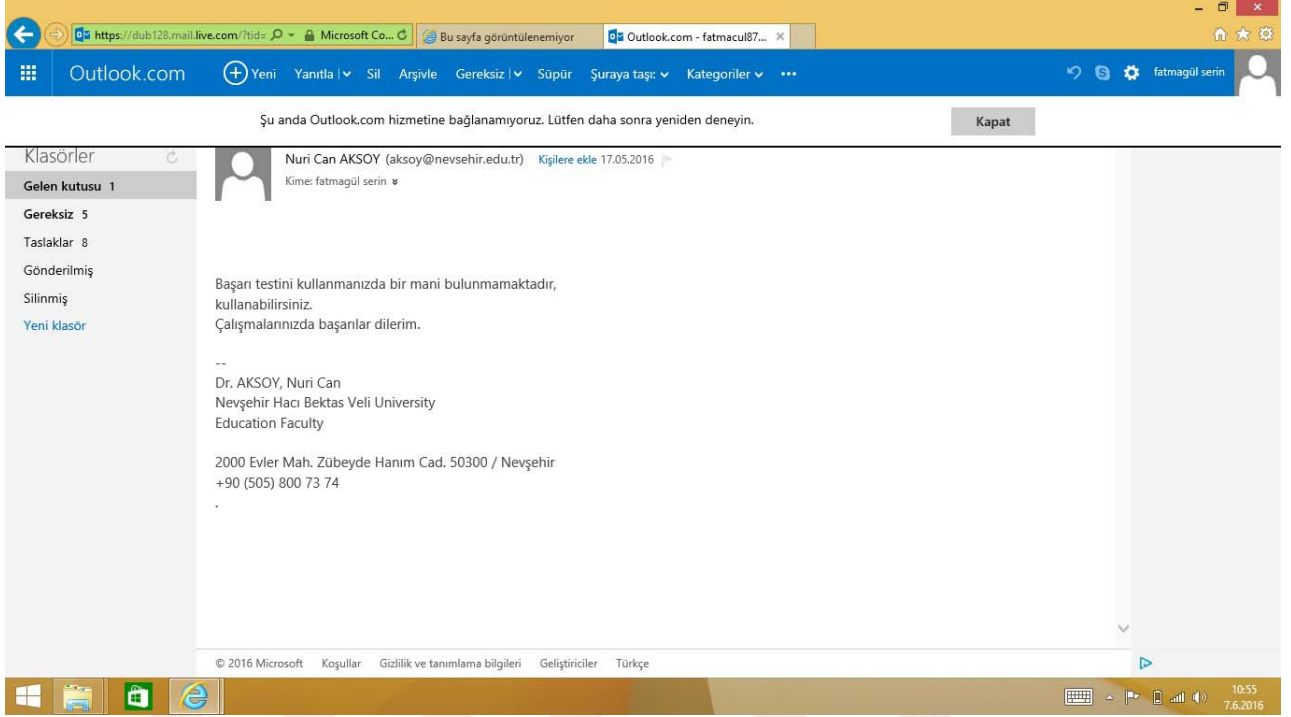 https://dub128.mail.live.com/?tid= Microsoft Co... Bu sayfa görüntülenemiyor Outlook.com - fatmacul87...
Outlook.com Yeni Yanıtla Sil Arşivle Gereksiz Süpür Şuraya taşı: Kategoriler ••• fatmagül serin
Şu anda Outlook.com hizmetine bağlanamıyoruz. Lütfen daha sonra yeniden deneyin. Kapat
Klasörler
Gelen kutusu 1
Gereksiz 5
Taslaklar 8
Gönderilmiş
Silinmiş
Yeni klasör
Nuri Can AKSOY (aksoy@nevsehir.edu.tr) Kişilere ekle 17.05.2016
Kime: fatmagül serin
Başarı testini kullanmanızda bir mani bulunmamaktadır,
kullanabilirsiniz.
Çalışmalarınızda başarılar dilerim.
--
Dr. AKSOY, Nuri Can
Nevşehir Hacı Bektas Veli University
Education Faculty
2000 Evler Mah. Zübeyde Hanım Cad. 50300 / Nevşehir
+90 (505) 800 73 74
.
© 2016 Microsoft Koşullar Gizlilik ve tanımlama bilgileri Geliştiriciler Türkçe
10:55
7.6.2016